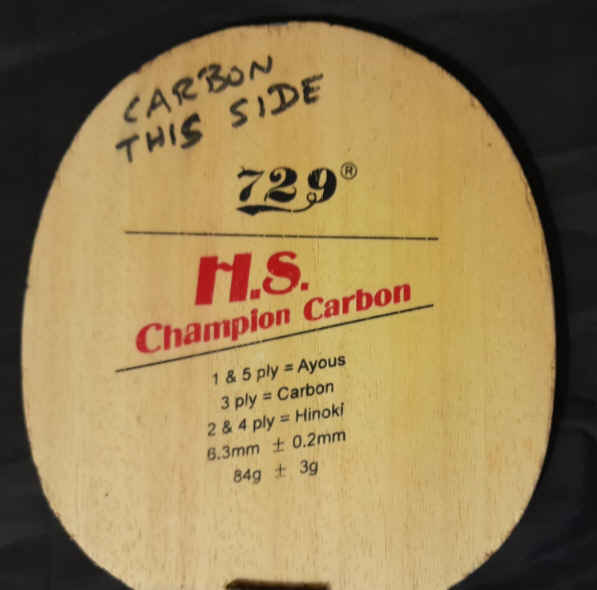 CARBON
THIS SIDE
729®
H.S.
Champion Carbon
1 & 5 ply = Ayous
3 ply = Carbon
2 & 4 ply = Hinoki
6.3mm ± 0.2mm
84g ± 3g